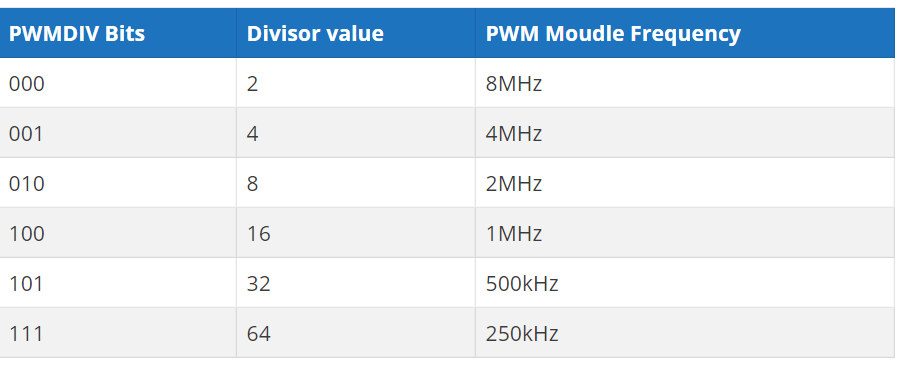 PWMDIV Bits Divisor value PWM Moudle Frequency
000 2 8MHz
001 4 4MHz
010 8 2MHz
100 16 1MHz
101 32 500kHz
111 64 250kHz